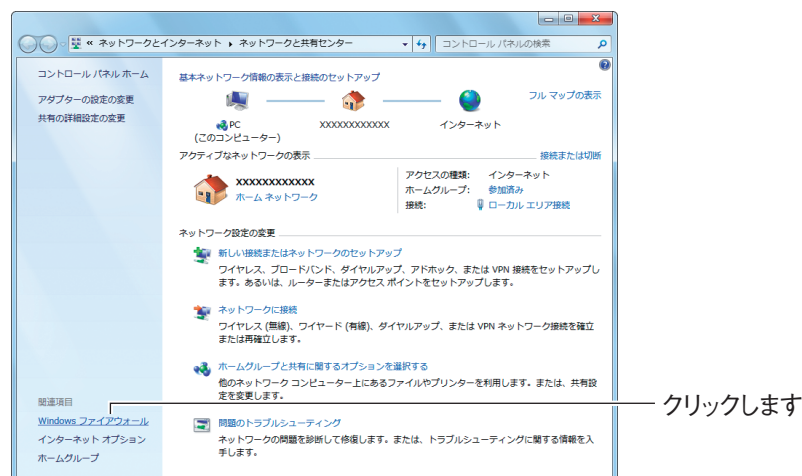 « ネットワークとインターネット ▸ ネットワークと共有センター
コントロール パネルの検索
コントロール パネル ホーム
アダプターの設定の変更
共有の詳細設定の変更
基本ネットワーク情報の表示と接続のセットアップ
フル マップの表示
PC
(このコンピューター)
XXXXXXXXXXXX
インターネット
アクティブなネットワークの表示
接続または切断
XXXXXXXXXXXX
ホーム ネットワーク
アクセスの種類: インターネット
ホームグループ: 参加済み
接続: ローカル エリア接続
ネットワーク設定の変更
新しい接続またはネットワークのセットアップ
ワイヤレス、ブロードバンド、ダイヤルアップ、アドホック、または VPN 接続をセットアップし
ます。あるいは、ルーターまたはアクセス ポイントをセットアップします。
ネットワークに接続
ワイヤレス (無線)、ワイヤード (有線)、ダイヤルアップ、または VPN ネットワーク接続を確立
または再確立します。
ホームグループと共有に関するオプションを選択する
他のネットワーク コンピューター上にあるファイルやプリンターを利用します。または、共有設
定を変更します。
問題のトラブルシューティング
ネットワークの問題を診断して修復します。または、トラブルシューティングに関する情報を入
手します。
関連項目
Windows ファイアウォール
インターネット オプション
ホームグループ
クリックします